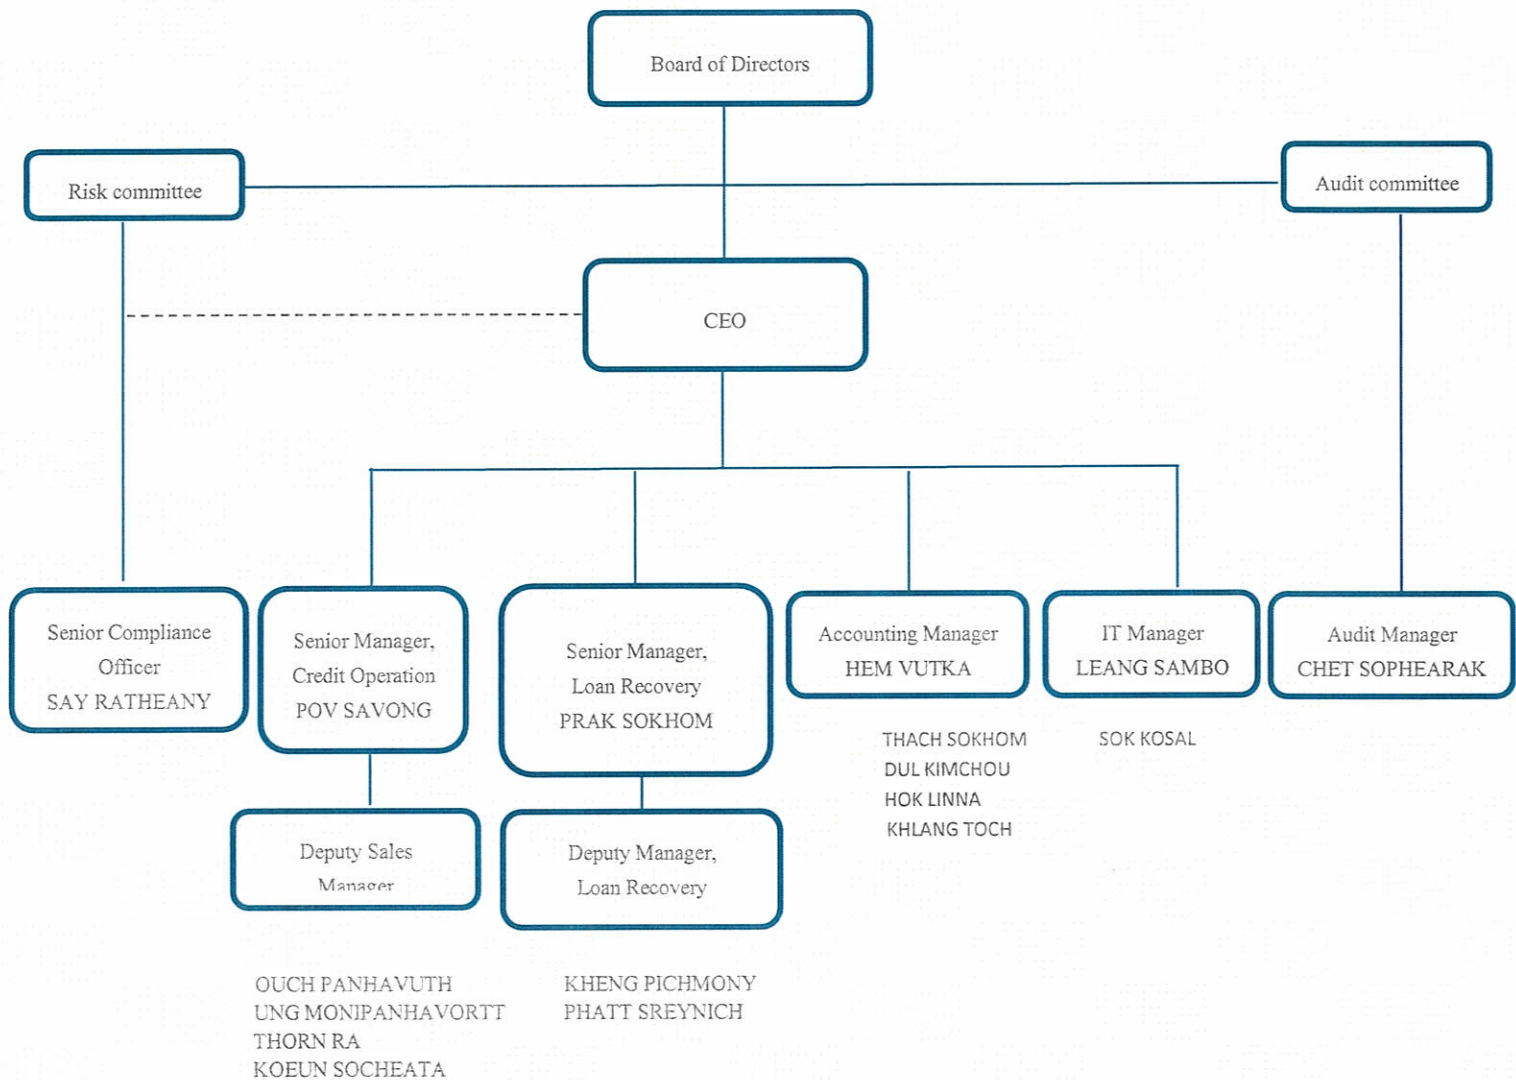 Board of Directors
Risk committee
Audit committee
CEO
Senior Compliance
Officer
SAY RATHEANY
Senior Manager,
Credit Operation
POV SAVONG
Senior Manager,
Loan Recovery
PRAK SOKHOM
Accounting Manager
HEM VUTKA
IT Manager
LEANG SAMBO
Audit Manager
CHET SOPHEARAK
THACH SOKHOM
DUL KIMCHOU
HOK LINNA
KHLANG TOCH
SOK KOSAL
Deputy Sales
Manager
Deputy Manager,
Loan Recovery
OUCH PANHAVUTH
UNG MONIPANHAVORTT
THORN RA
KOEUN SOCHEATA
KHENG PICHMONY
PHATT SREYNICH